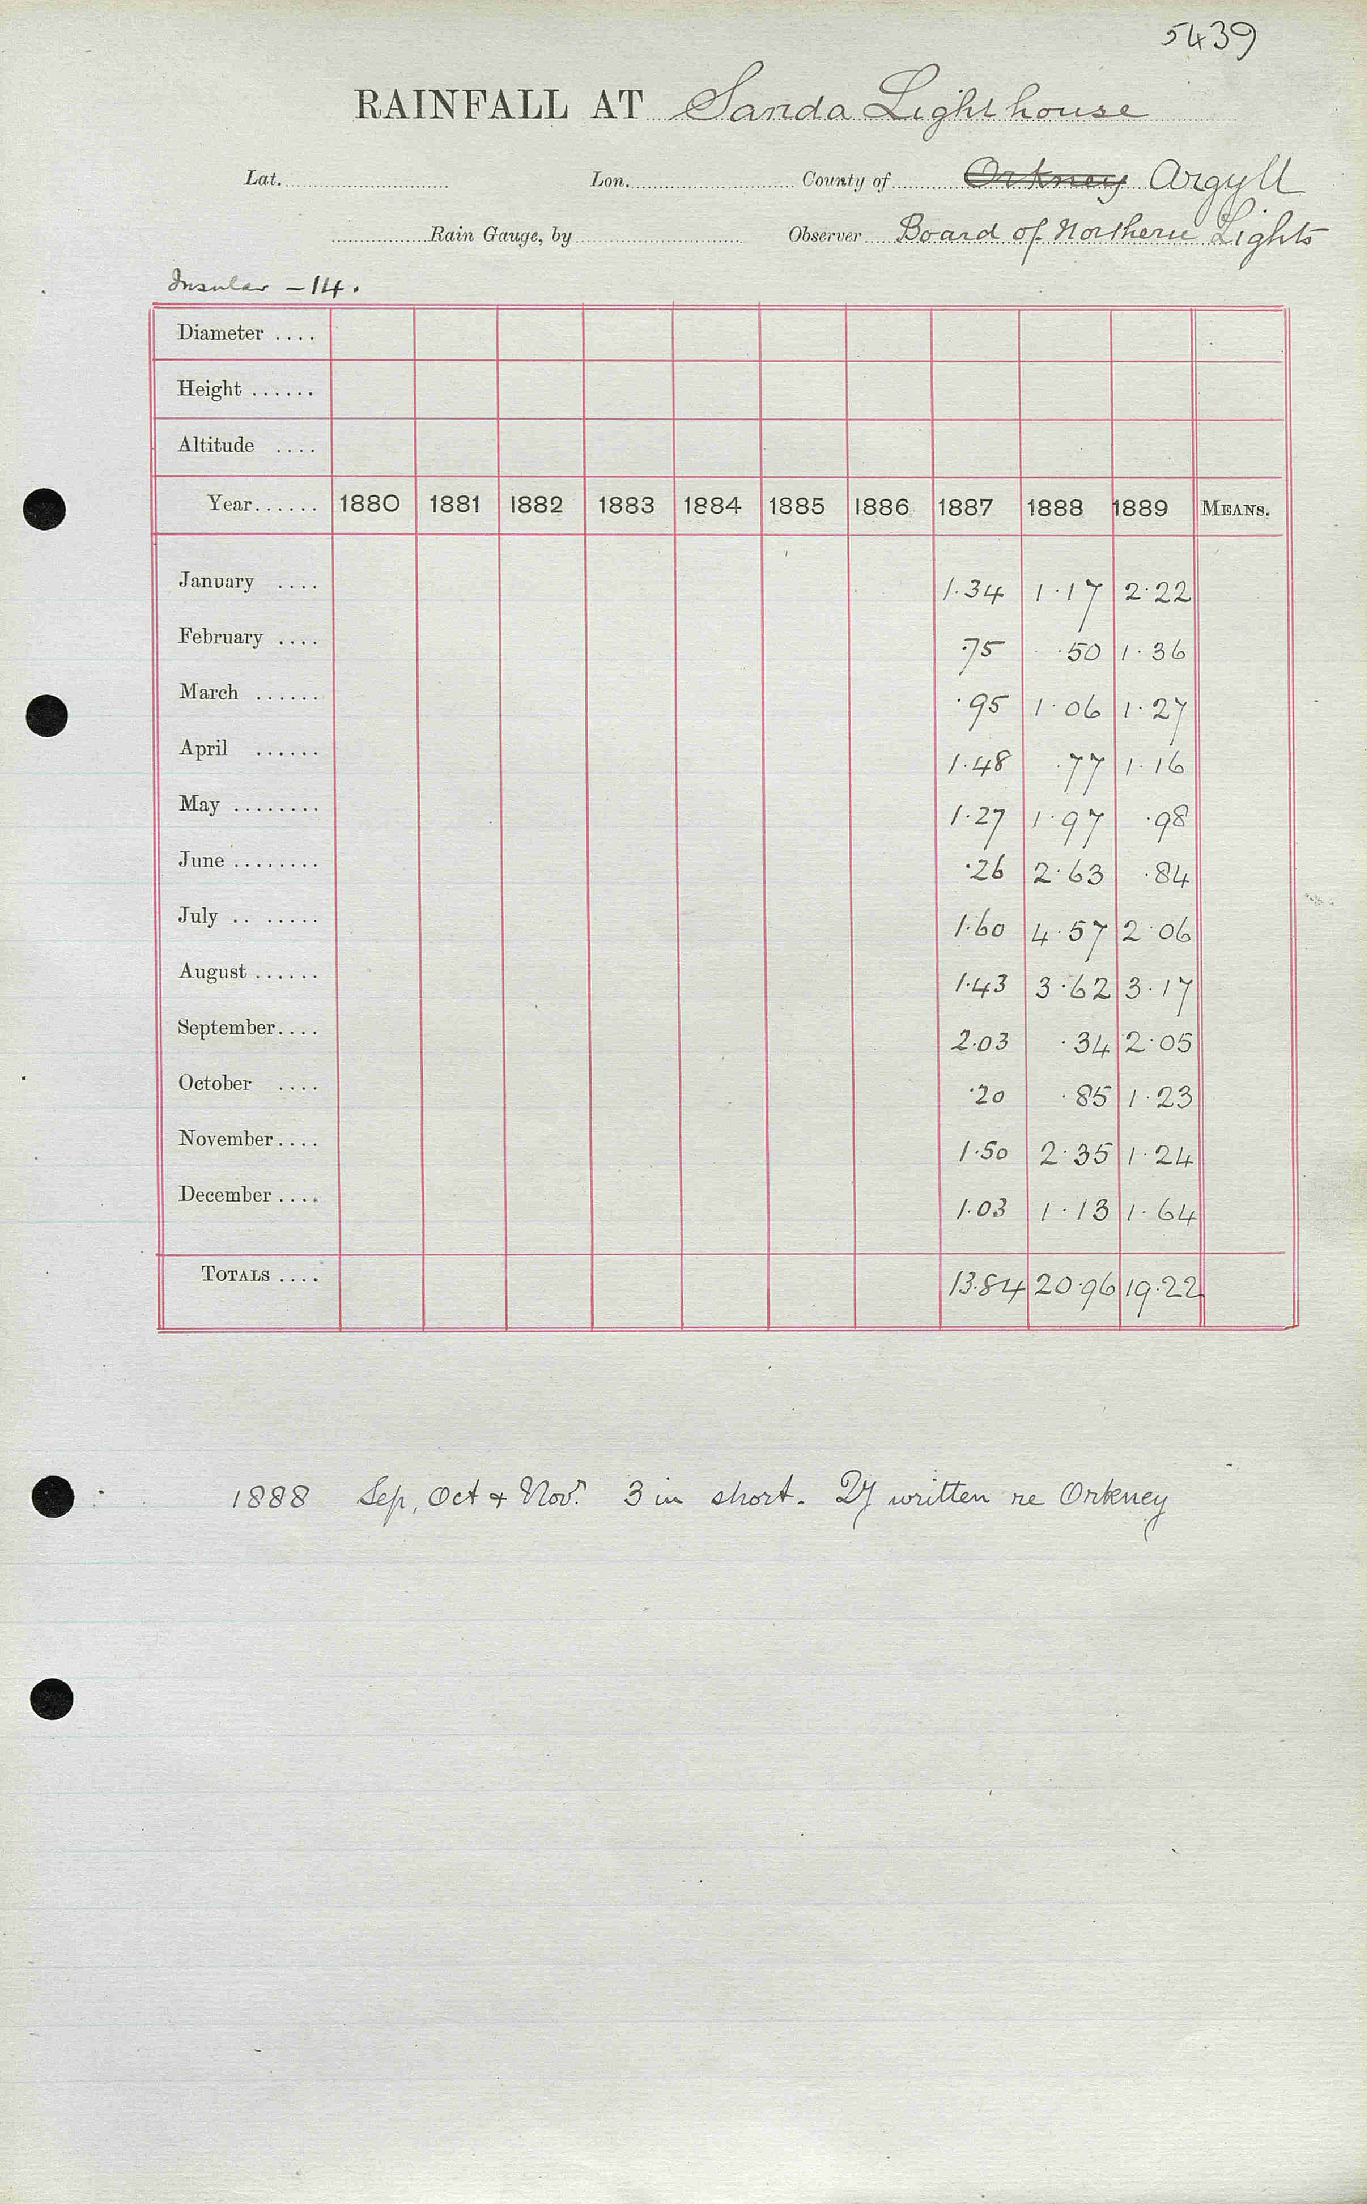 5439
RAINFALL AT Sanda Lighthouse
Lat. Lon. County of Orkney Argyll
Rain Gauge, by Observer Board of Northern Lights
Insular - 14.
Diameter ....
Height ......
Altitude ....
Year...... 1880 1881 1882 1883 1884 1885 1886 1887 1888 1889 MEANS.
January .... 1.34 1.17 2.22
February .... .75 .50 1.36
March ...... .95 1.06 1.27
April ...... 1.48 .77 1.16
May ........ 1.27 1.97 .98
June ........ .26 2.63 .84
July .. ...... 1.60 4.57 2.06
August ...... 1.43 3.62 3.17
September.... 2.03 .34 2.05
October .... .20 .85 1.23
November.... 1.50 2.35 1.24
December .... 1.03 1.13 1.64
TOTALS .... 13.84 20.96 19.22
1888 Sep, Oct + Nov. 3 in short. written re Orkney